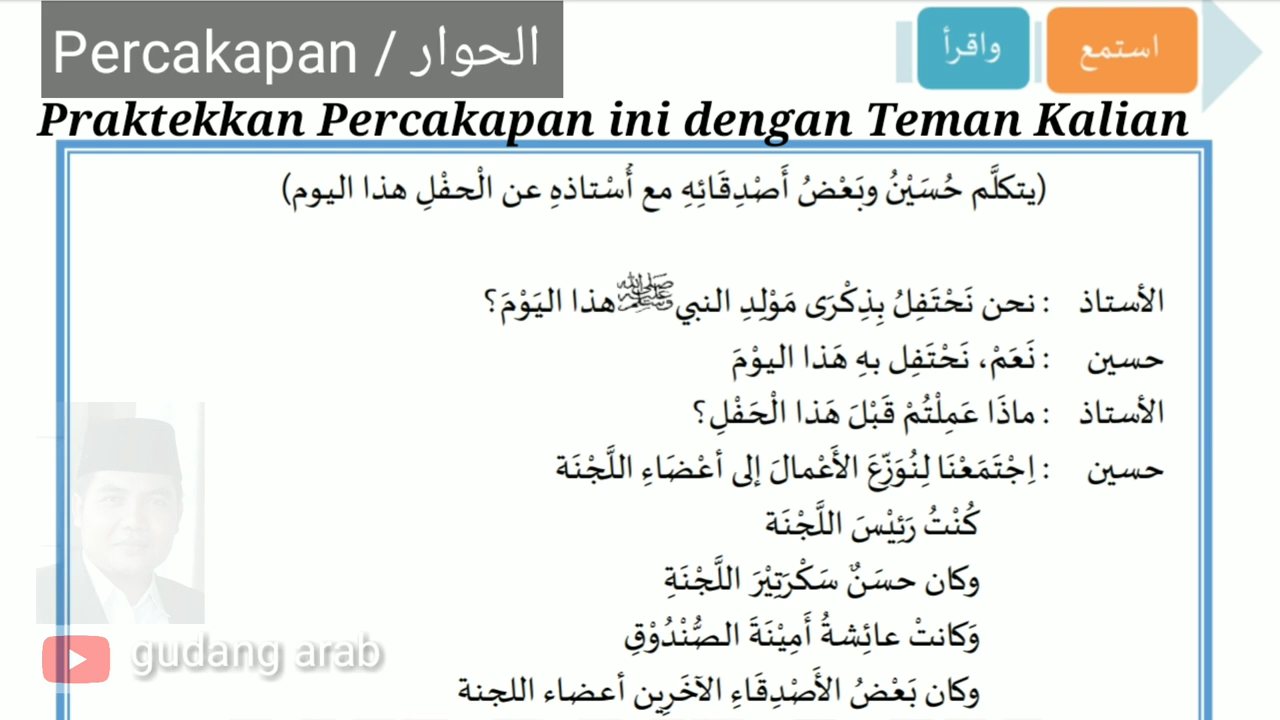 Percakapan / الحوار
استمع
واقرأ
Praktekkan Percakapan ini dengan Teman Kalian
(يتكلَّم حُسَيْنُ وبَعْضُ أَصْدِقَائِهِ مع أُسْتاذهِ عن الْحفْلِ هذا اليوم)
الأستاذ : نحن نَحْتَفِلُ بِذِكْرَى مَوْلِدِ النبي ﷺ هذا اليَوْمَ؟
حسين : نَعَمْ، نَحْتَفِل بهِ هَذا اليوْمَ
الأستاذ : ماذَا عَمِلْتُمْ قَبْلَ هَذا الْحَفْلِ؟
حسين : اِجْتَمَعْنَا لِنُوَزِّعَ الأَعْمالَ إلى أعْضَاءِ اللَّجْنَة
كُنْتُ رَئِيْسَ اللَّجْنَة
وكان حسَنٌ سَكْرَتِيْرَ اللَّجْنَةِ
وَكانتْ عائِشةُ أَمِيْنَةَ الصُّنْدُوْقِ
وكان بَعْضُ الأَصْدِقَاءِ الآخَرِين أعضاء اللجنة
gudang arab